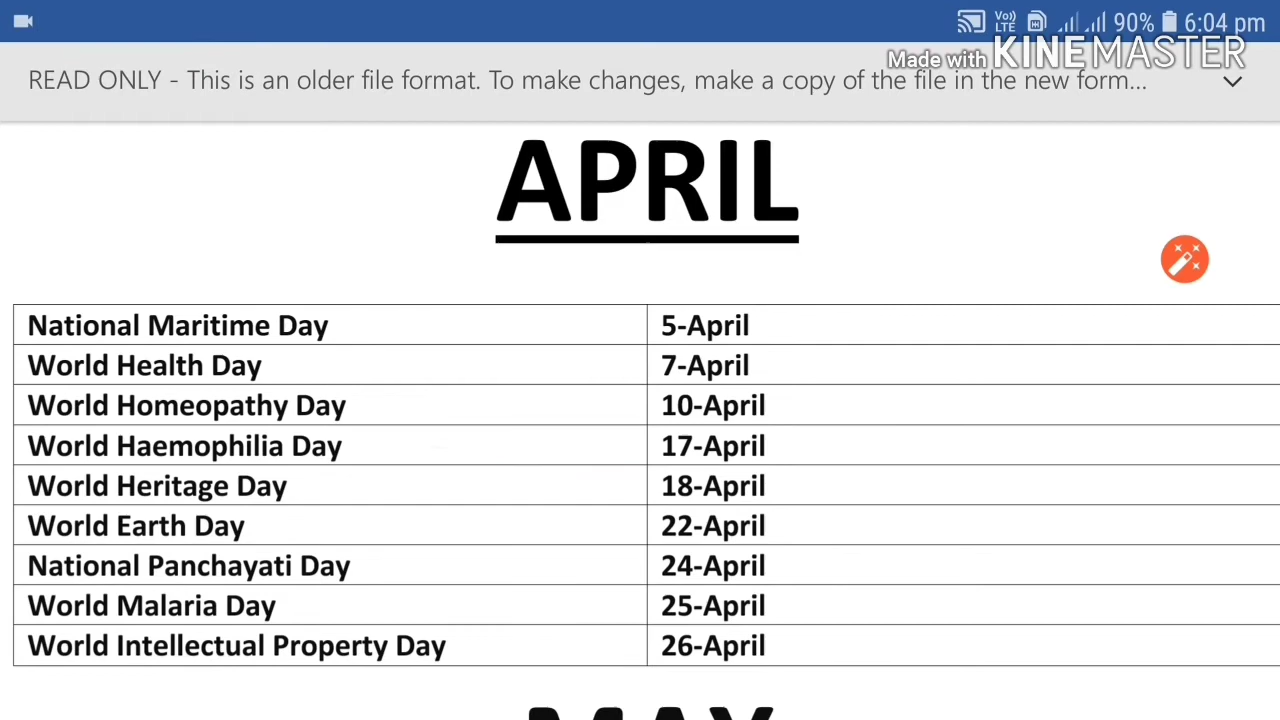 90% 6:04 pm
Made with KINEMASTER
READ ONLY - This is an older file format. To make changes, make a copy of the file in the new form...
APRIL
National Maritime Day 5-April
World Health Day 7-April
World Homeopathy Day 10-April
World Haemophilia Day 17-April
World Heritage Day 18-April
World Earth Day 22-April
National Panchayati Day 24-April
World Malaria Day 25-April
World Intellectual Property Day 26-April
MAY